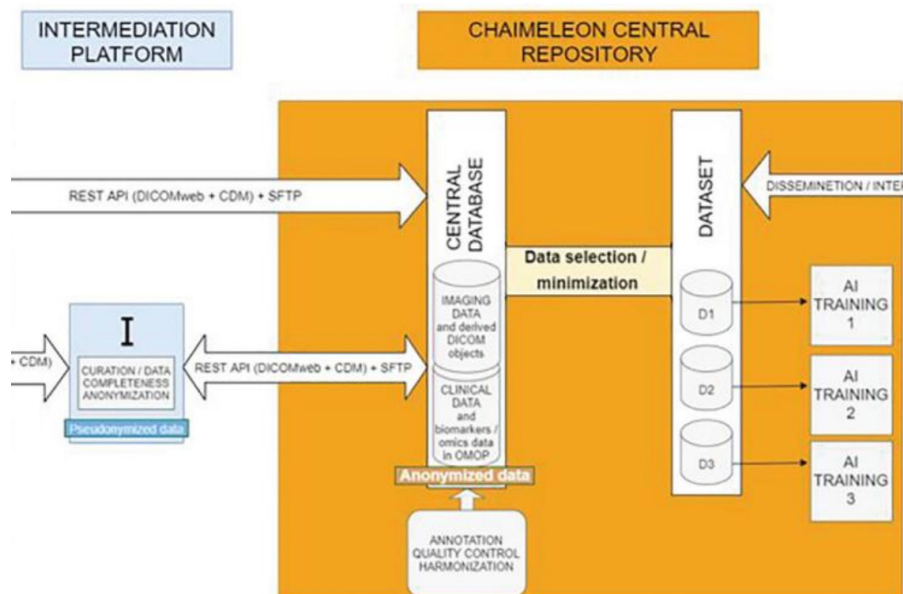 INTERMEDIATION
PLATFORM
CHAIMELEON CENTRAL
REPOSITORY
REST API (DICOMweb + CDM) + SFTP
CENTRAL
DATABASE
DATASET
DISSEMINETION / INTER
Data selection /
minimization
IMAGING
DATA
and derived
DICOM
objects
D1
AI
TRAINING
1
+ CDM)
I
CURATION / DATA
COMPLETENESS
ANONYMIZATION
Pseudonymized data
REST API (DICOMweb + CDM) + SFTP
CLINICAL
DATA
and
biomarkers /
omics data
in OMOP
Anonymized data
D2
AI
TRAINING
2
D3
AI
TRAINING
3
ANNOTATION
QUALITY CONTROL
HARMONIZATION